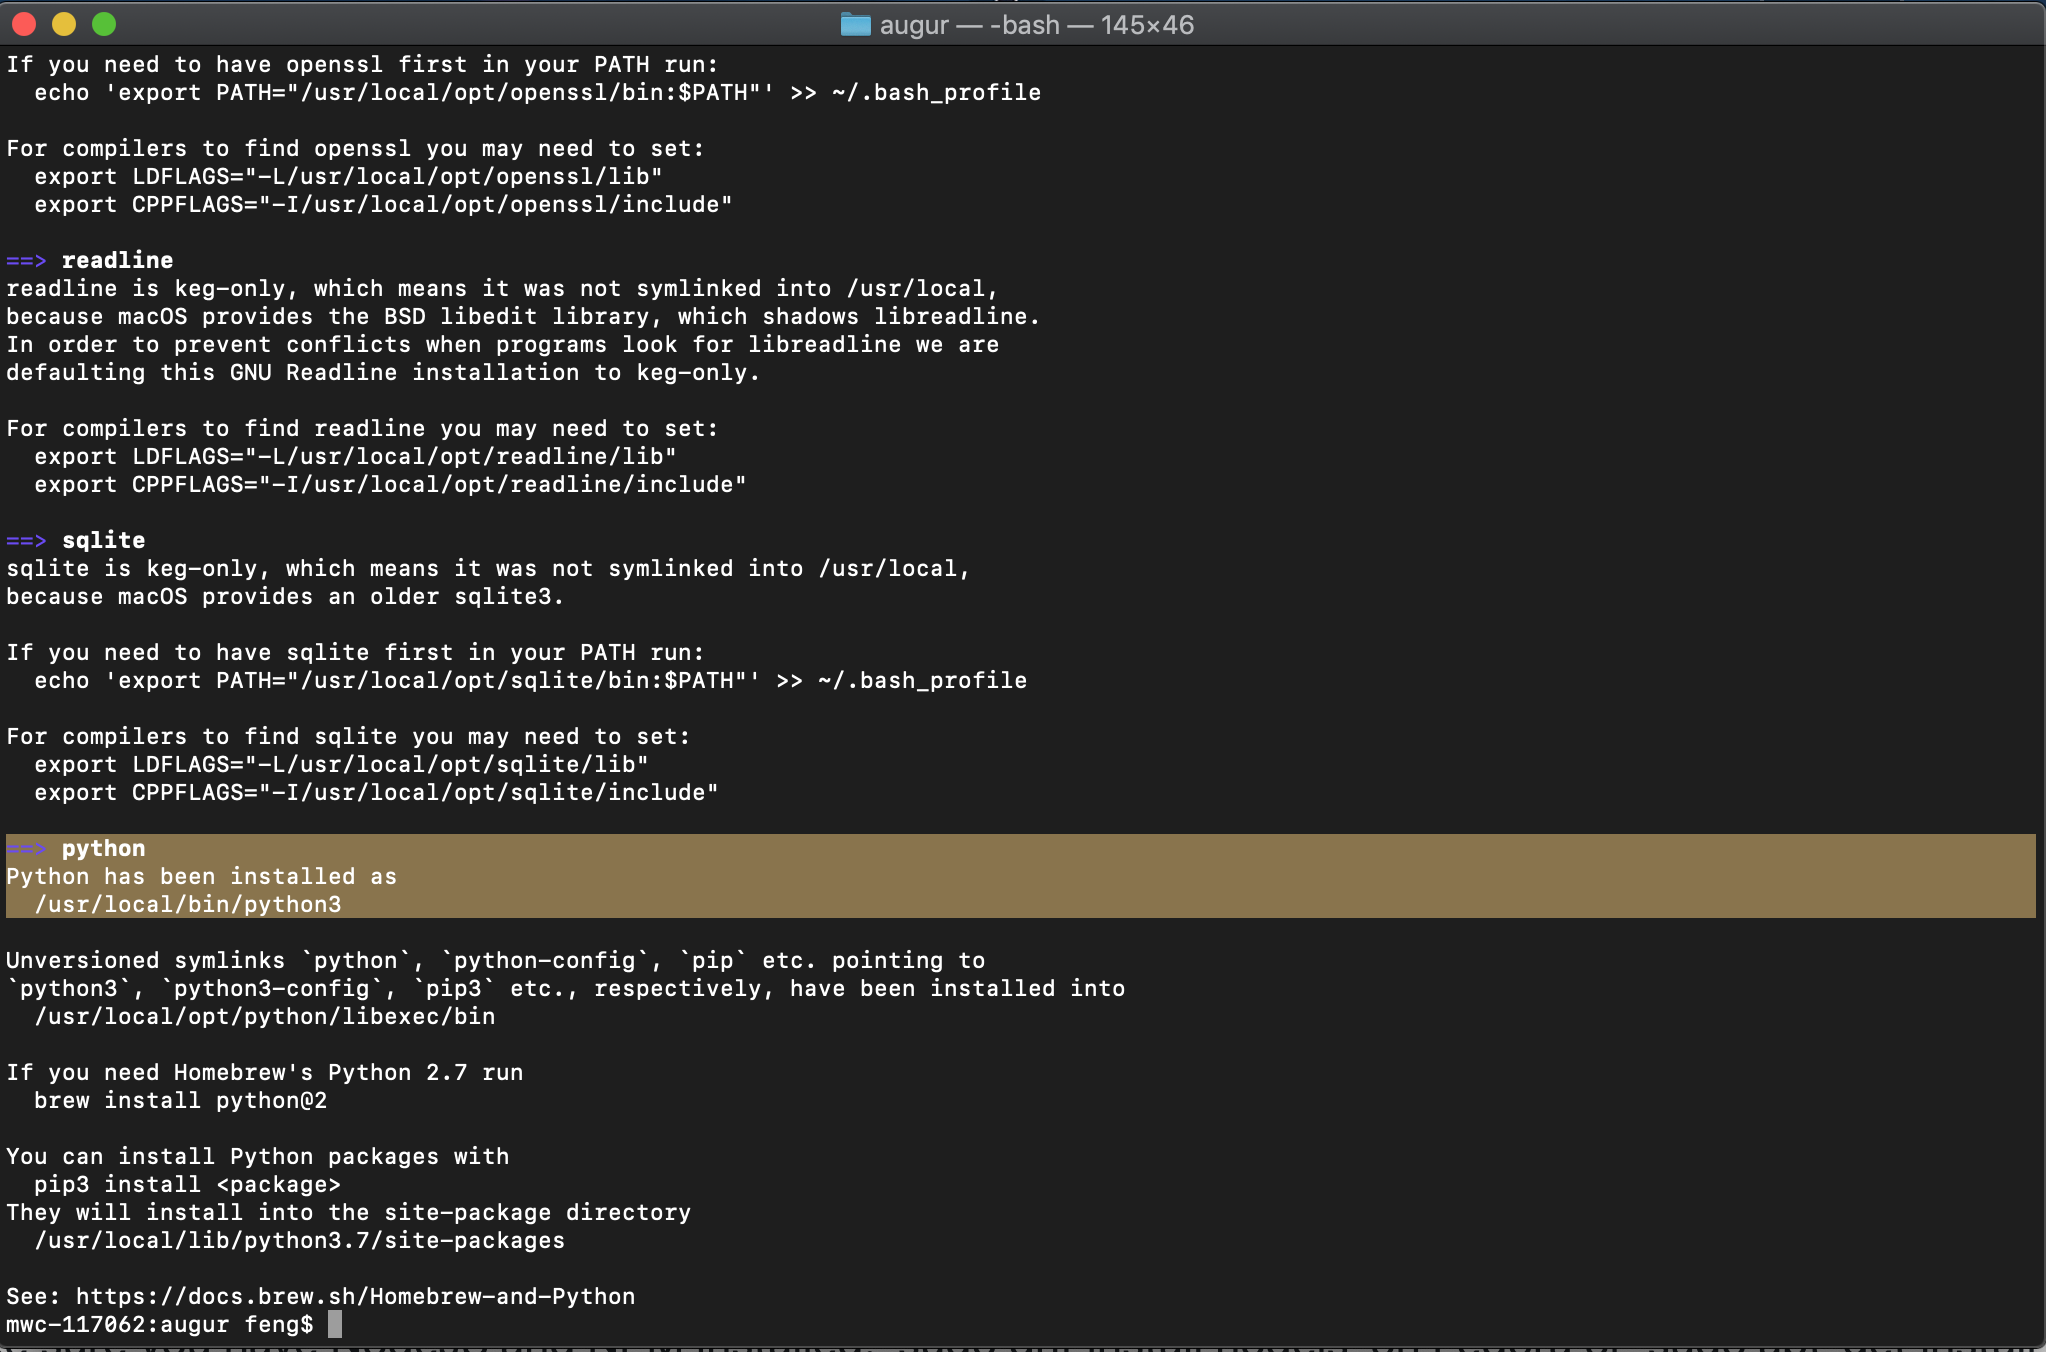 augur — -bash — 145×46
If you need to have openssl first in your PATH run:
  echo 'export PATH="/usr/local/opt/openssl/bin:$PATH"' >> ~/.bash_profile

For compilers to find openssl you may need to set:
  export LDFLAGS="-L/usr/local/opt/openssl/lib"
  export CPPFLAGS="-I/usr/local/opt/openssl/include"

==> readline
readline is keg-only, which means it was not symlinked into /usr/local,
because macOS provides the BSD libedit library, which shadows libreadline.
In order to prevent conflicts when programs look for libreadline we are
defaulting this GNU Readline installation to keg-only.

For compilers to find readline you may need to set:
  export LDFLAGS="-L/usr/local/opt/readline/lib"
  export CPPFLAGS="-I/usr/local/opt/readline/include"

==> sqlite
sqlite is keg-only, which means it was not symlinked into /usr/local,
because macOS provides an older sqlite3.

If you need to have sqlite first in your PATH run:
  echo 'export PATH="/usr/local/opt/sqlite/bin:$PATH"' >> ~/.bash_profile

For compilers to find sqlite you may need to set:
  export LDFLAGS="-L/usr/local/opt/sqlite/lib"
  export CPPFLAGS="-I/usr/local/opt/sqlite/include"

==> python
Python has been installed as
  /usr/local/bin/python3

Unversioned symlinks `python`, `python-config`, `pip` etc. pointing to
`python3`, `python3-config`, `pip3` etc., respectively, have been installed into
  /usr/local/opt/python/libexec/bin

If you need Homebrew's Python 2.7 run
  brew install python@2

You can install Python packages with
  pip3 install <package>
They will install into the site-package directory
  /usr/local/lib/python3.7/site-packages

See: https://docs.brew.sh/Homebrew-and-Python
mwc-117062:augur feng$